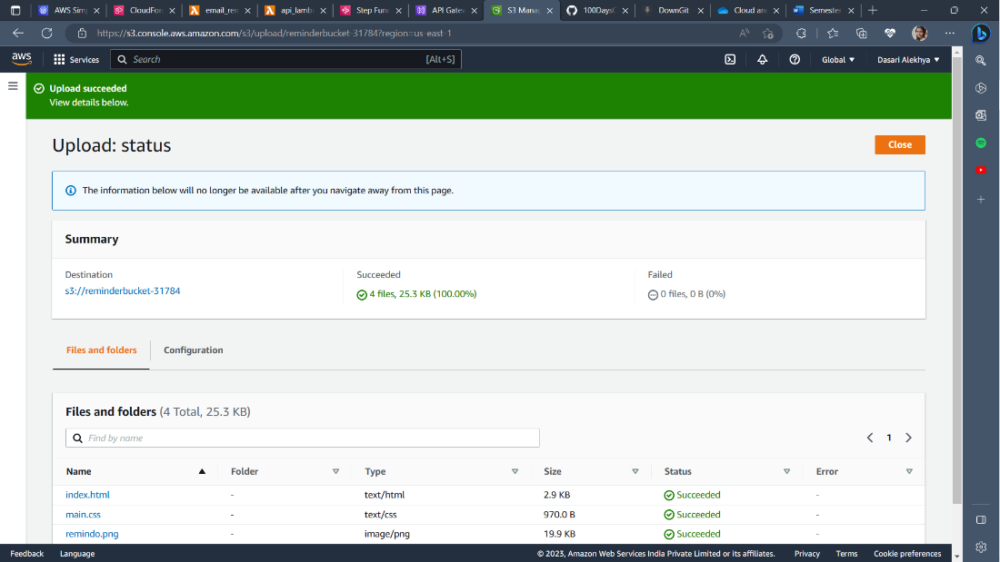 AWS Simp
CloudFor
email_rem
api_lamb
Step Func
API Gate
S3 Manag
100DaysO
DownGit
Cloud and
Semester
https://s3.console.aws.amazon.com/s3/upload/reminderbucket-31784?region=us-east-1
aws
Services
Search
[Alt+S]
Global
Dasari Alekhya
Upload succeeded
View details below.
Upload: status
Close
The information below will no longer be available after you navigate away from this page.
Summary
Destination
s3://reminderbucket-31784
Succeeded
4 files, 25.3 KB (100.00%)
Failed
0 files, 0 B (0%)
Files and folders
Configuration
Files and folders (4 Total, 25.3 KB)
Find by name
1
Name
Folder
Type
Size
Status
Error
index.html
-
text/html
2.9 KB
Succeeded
-
main.css
-
text/css
970.0 B
Succeeded
-
remindo.png
-
image/png
19.9 KB
Succeeded
-
Feedback
Language
© 2023, Amazon Web Services India Private Limited or its affiliates.
Privacy
Terms
Cookie preferences